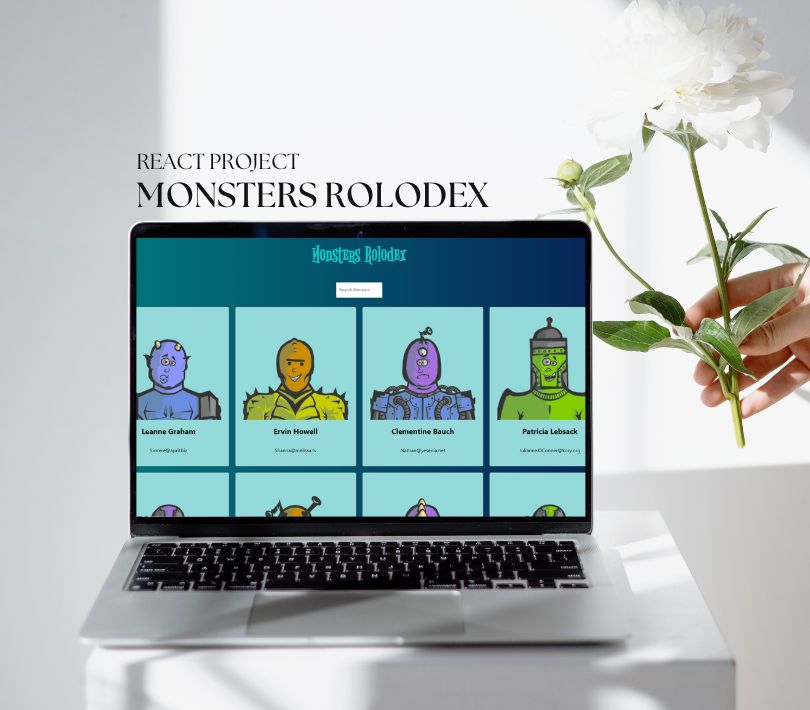 REACT PROJECT
MONSTERS ROLODEX
Monsters Rolodex
Search Monsters
Leanne Graham
Ervin Howell
Clementine Bauch
Patricia Lebsack
Sincere@april.biz
Shanna@melissa.tv
Nathan@yesenia.net
Julianne.OConner@kory.org